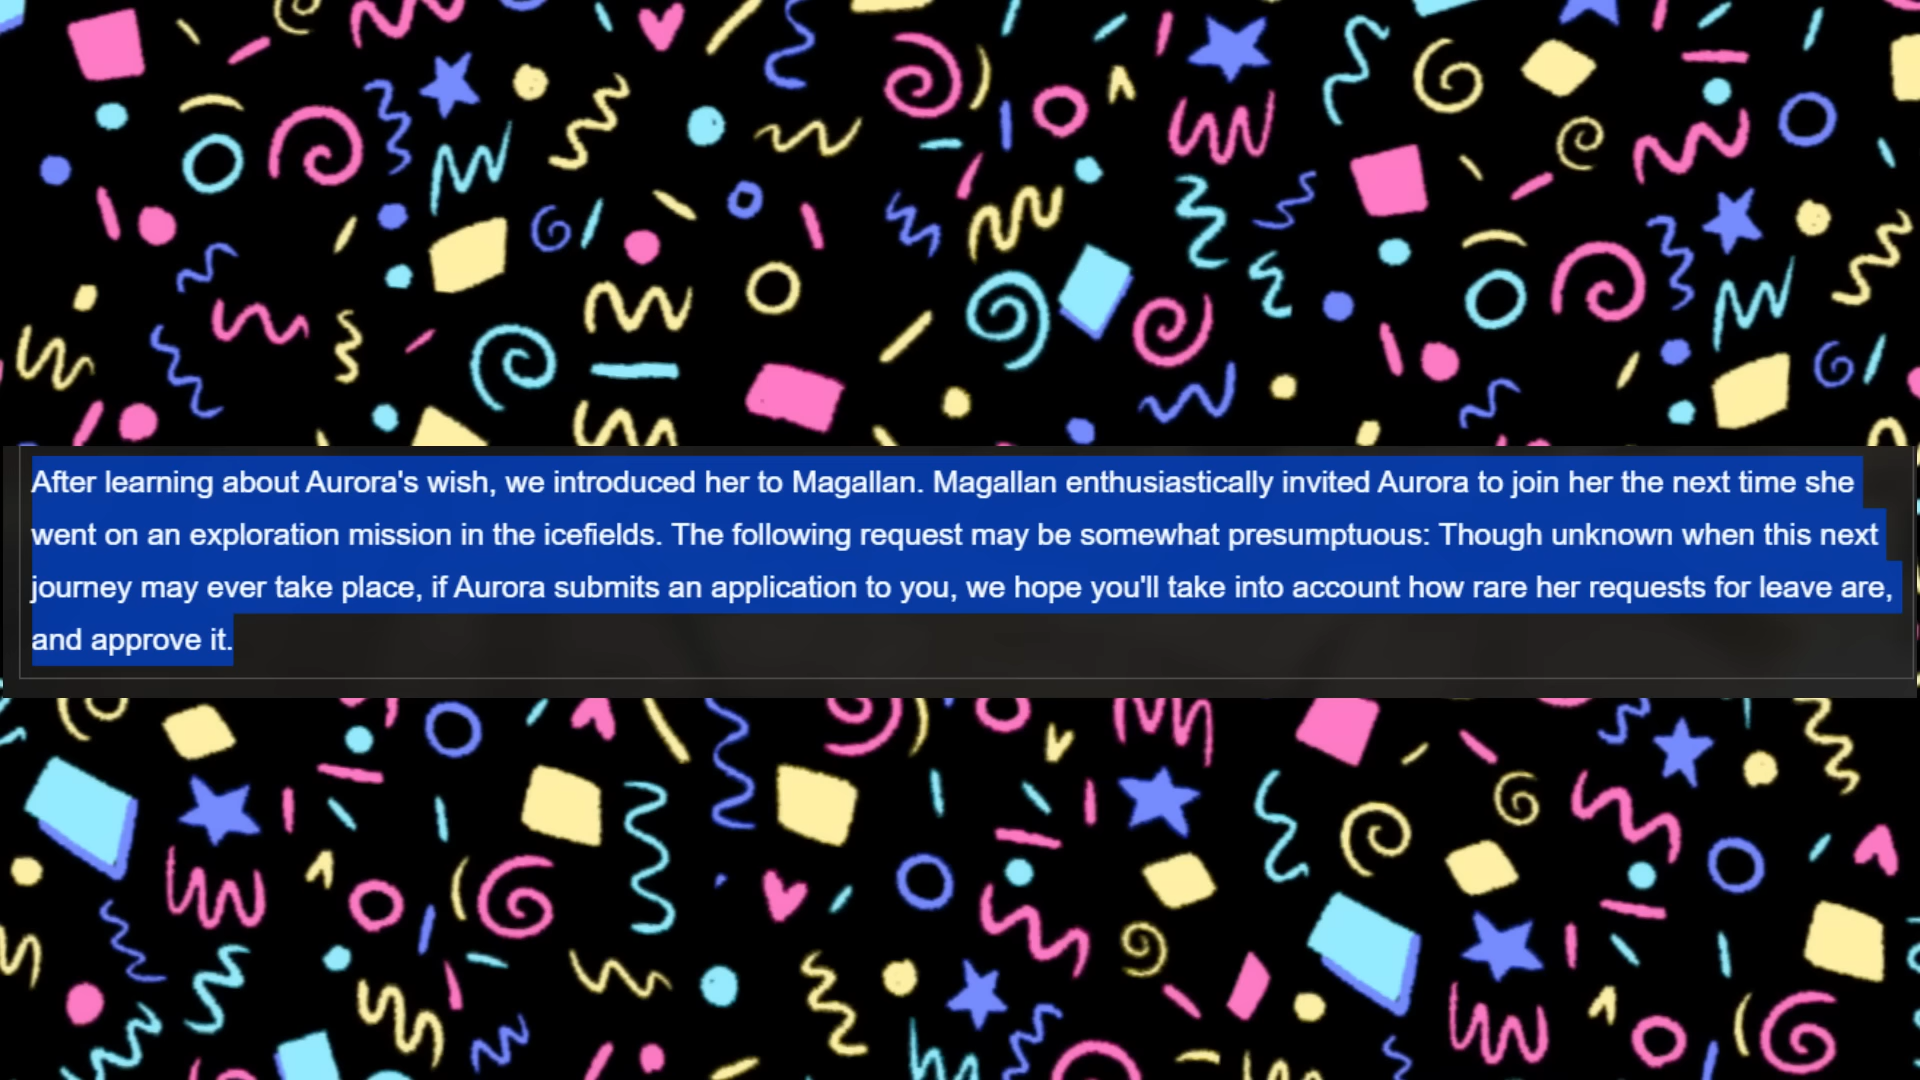 After learning about Aurora's wish, we introduced her to Magallan. Magallan enthusiastically invited Aurora to join her the next time she
went on an exploration mission in the icefields. The following request may be somewhat presumptuous: Though unknown when this next
journey may ever take place, if Aurora submits an application to you, we hope you'll take into account how rare her requests for leave are,
and approve it.